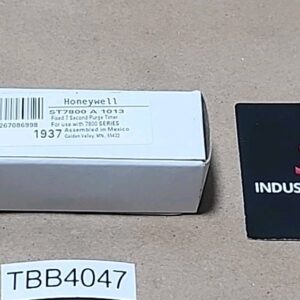 Honeywell
ST7800 A 1013
Fixed 7 Second Purge Timer
For use with 7800 SERIES
Assembled in Mexico
1937
Golden Valley, MN, 55422
267086998
INDUS
TBB4047